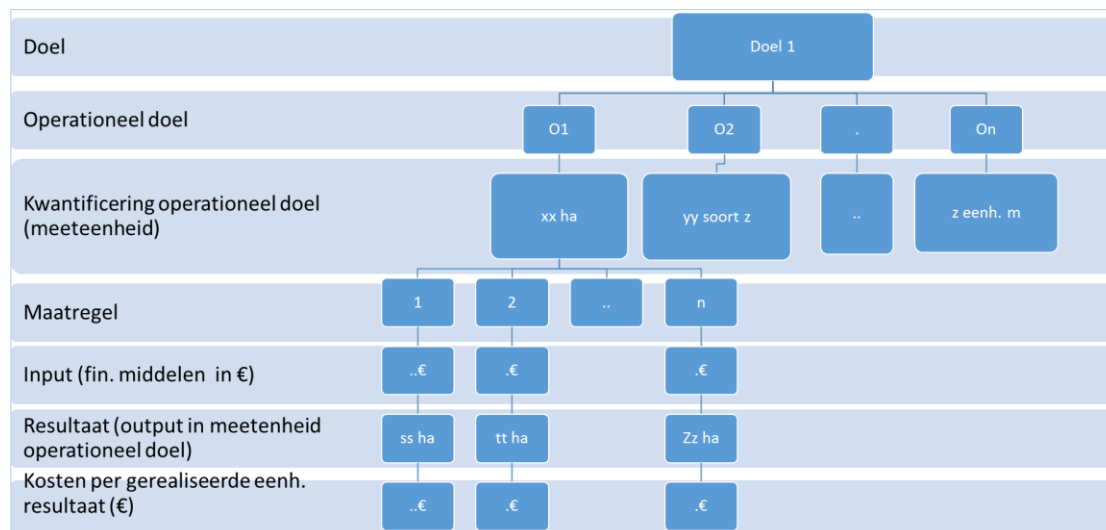 Doel
Doel 1
Operationeel doel
O1
O2
.
On
Kwantificering operationeel doel
(meeteenheid)
xx ha
yy soort z
..
z eenh. m
Maatregel
1
2
..
n
Input (fin. middelen in €)
..€
.€
.€
Resultaat (output in meetenheid
operationeel doel)
ss ha
tt ha
Zz ha
Kosten per gerealiseerde eenh.
resultaat (€)
..€
.€
.€